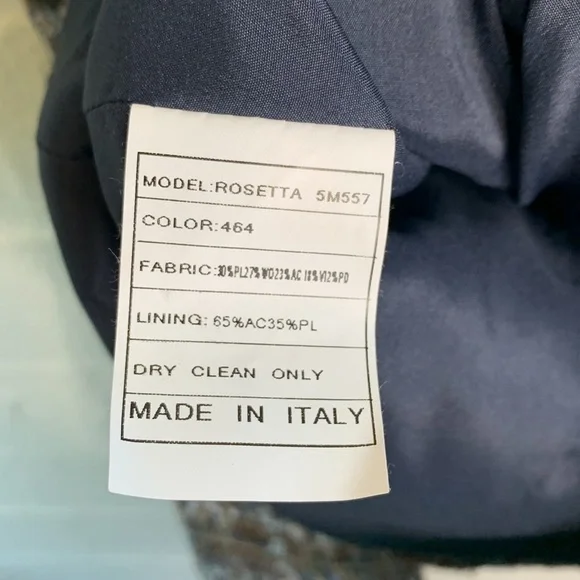 MODEL:ROSETTA 5M557
COLOR:464
FABRIC:30%PL27%WO23%AC 18%VI2%PD
LINING: 65%AC35%PL
DRY CLEAN ONLY
MADE IN ITALY